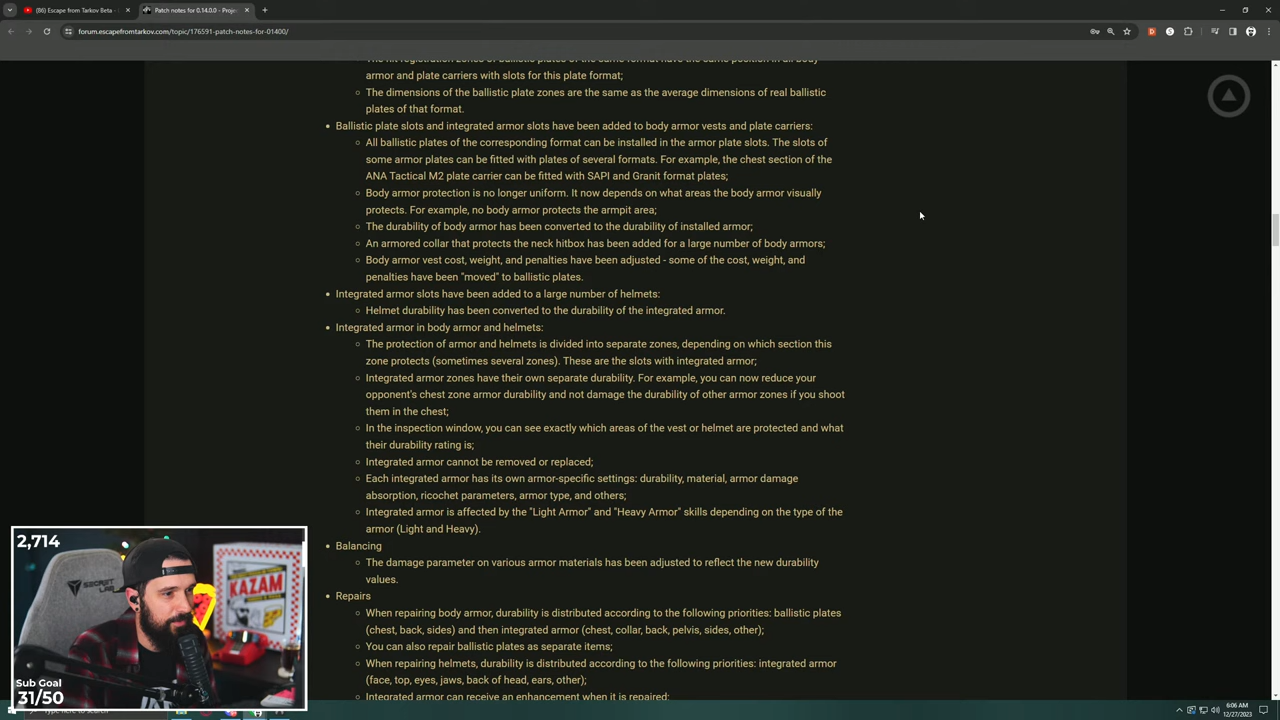 (86) Escape from Tarkov Beta -
Patch notes for 0.14.0.0 - Proje
forum.escapefromtarkov.com/topic/176591-patch-notes-for-01400/
armor and plate carriers with slots for this plate format;
The dimensions of the ballistic plate zones are the same as the average dimensions of real ballistic
plates of that format.
Ballistic plate slots and integrated armor slots have been added to body armor vests and plate carriers:
All ballistic plates of the corresponding format can be installed in the armor plate slots. The slots of
some armor plates can be fitted with plates of several formats. For example, the chest section of the
ANA Tactical M2 plate carrier can be fitted with SAPI and Granit format plates;
Body armor protection is no longer uniform. It now depends on what areas the body armor visually
protects. For example, no body armor protects the armpit area;
The durability of body armor has been converted to the durability of installed armor;
An armored collar that protects the neck hitbox has been added for a large number of body armors;
Body armor vest cost, weight, and penalties have been adjusted - some of the cost, weight, and
penalties have been "moved" to ballistic plates.
Integrated armor slots have been added to a large number of helmets:
Helmet durability has been converted to the durability of the integrated armor.
Integrated armor in body armor and helmets:
The protection of armor and helmets is divided into separate zones, depending on which section this
zone protects (sometimes several zones). These are the slots with integrated armor;
Integrated armor zones have their own separate durability. For example, you can now reduce your
opponent's chest zone armor durability and not damage the durability of other armor zones if you shoot
them in the chest;
In the inspection window, you can see exactly which areas of the vest or helmet are protected and what
their durability rating is;
Integrated armor cannot be removed or replaced;
Each integrated armor has its own armor-specific settings: durability, material, armor damage
absorption, ricochet parameters, armor type, and others;
Integrated armor is affected by the "Light Armor" and "Heavy Armor" skills depending on the type of the
armor (Light and Heavy).
Balancing
The damage parameter on various armor materials has been adjusted to reflect the new durability
values.
Repairs
When repairing body armor, durability is distributed according to the following priorities: ballistic plates
(chest, back, sides) and then integrated armor (chest, collar, back, pelvis, sides, other);
You can also repair ballistic plates as separate items;
When repairing helmets, durability is distributed according to the following priorities: integrated armor
(face, top, eyes, jaws, back of head, ears, other);
Integrated armor can receive an enhancement when it is repaired;
2,714
SECRETLAB
KAZAM
Sub Goal
31/50
6:06 AM
12/27/2023